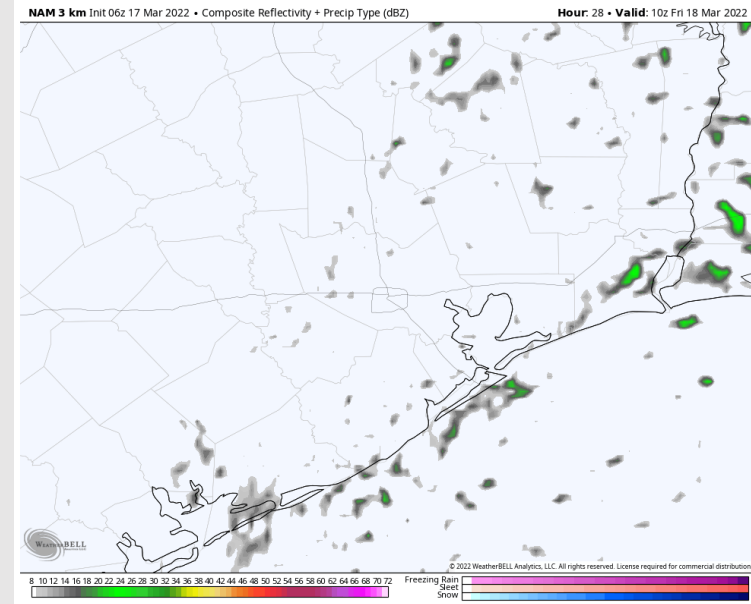 NAM 3 km Init 06z 17 Mar 2022 • Composite Reflectivity + Precip Type (dBZ)
Hour: 28 • Valid: 10z Fri 18 Mar 2022
WEATHERBELL
© 2022 WeatherBELL Analytics, LLC. All rights reserved. License required for commercial distribution
8 10 12 14 16 18 20 22 24 26 28 30 32 34 36 38 40 42 44 46 48 50 52 54 56 58 60 62 64 66 68 70 72
Freezing Rain
Sleet
Snow